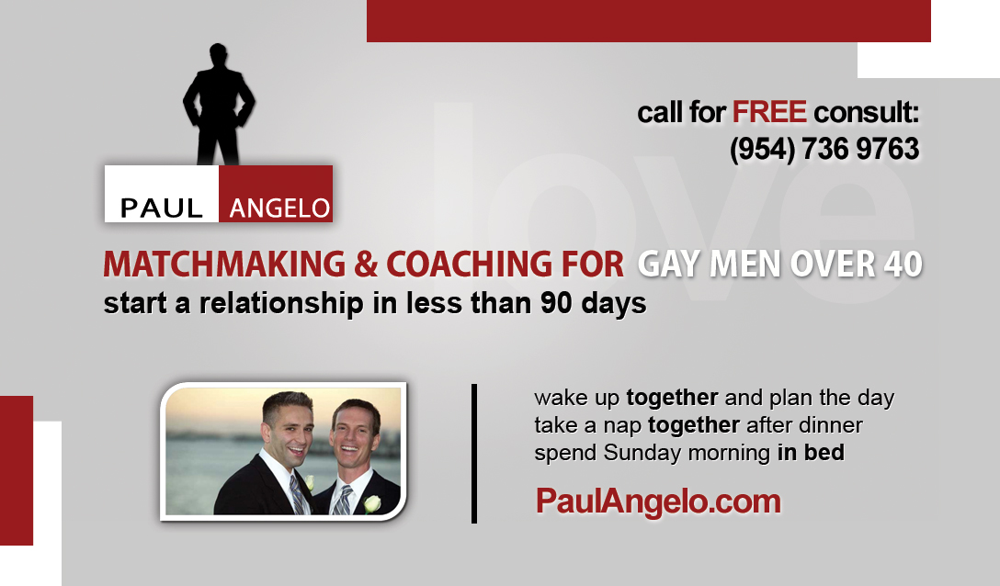 call for FREE consult:
(954) 736 9763
PAUL ANGELO
love
MATCHMAKING & COACHING FOR GAY MEN OVER 40
start a relationship in less than 90 days
wake up together and plan the day
take a nap together after dinner
spend Sunday morning in bed
PaulAngelo.com